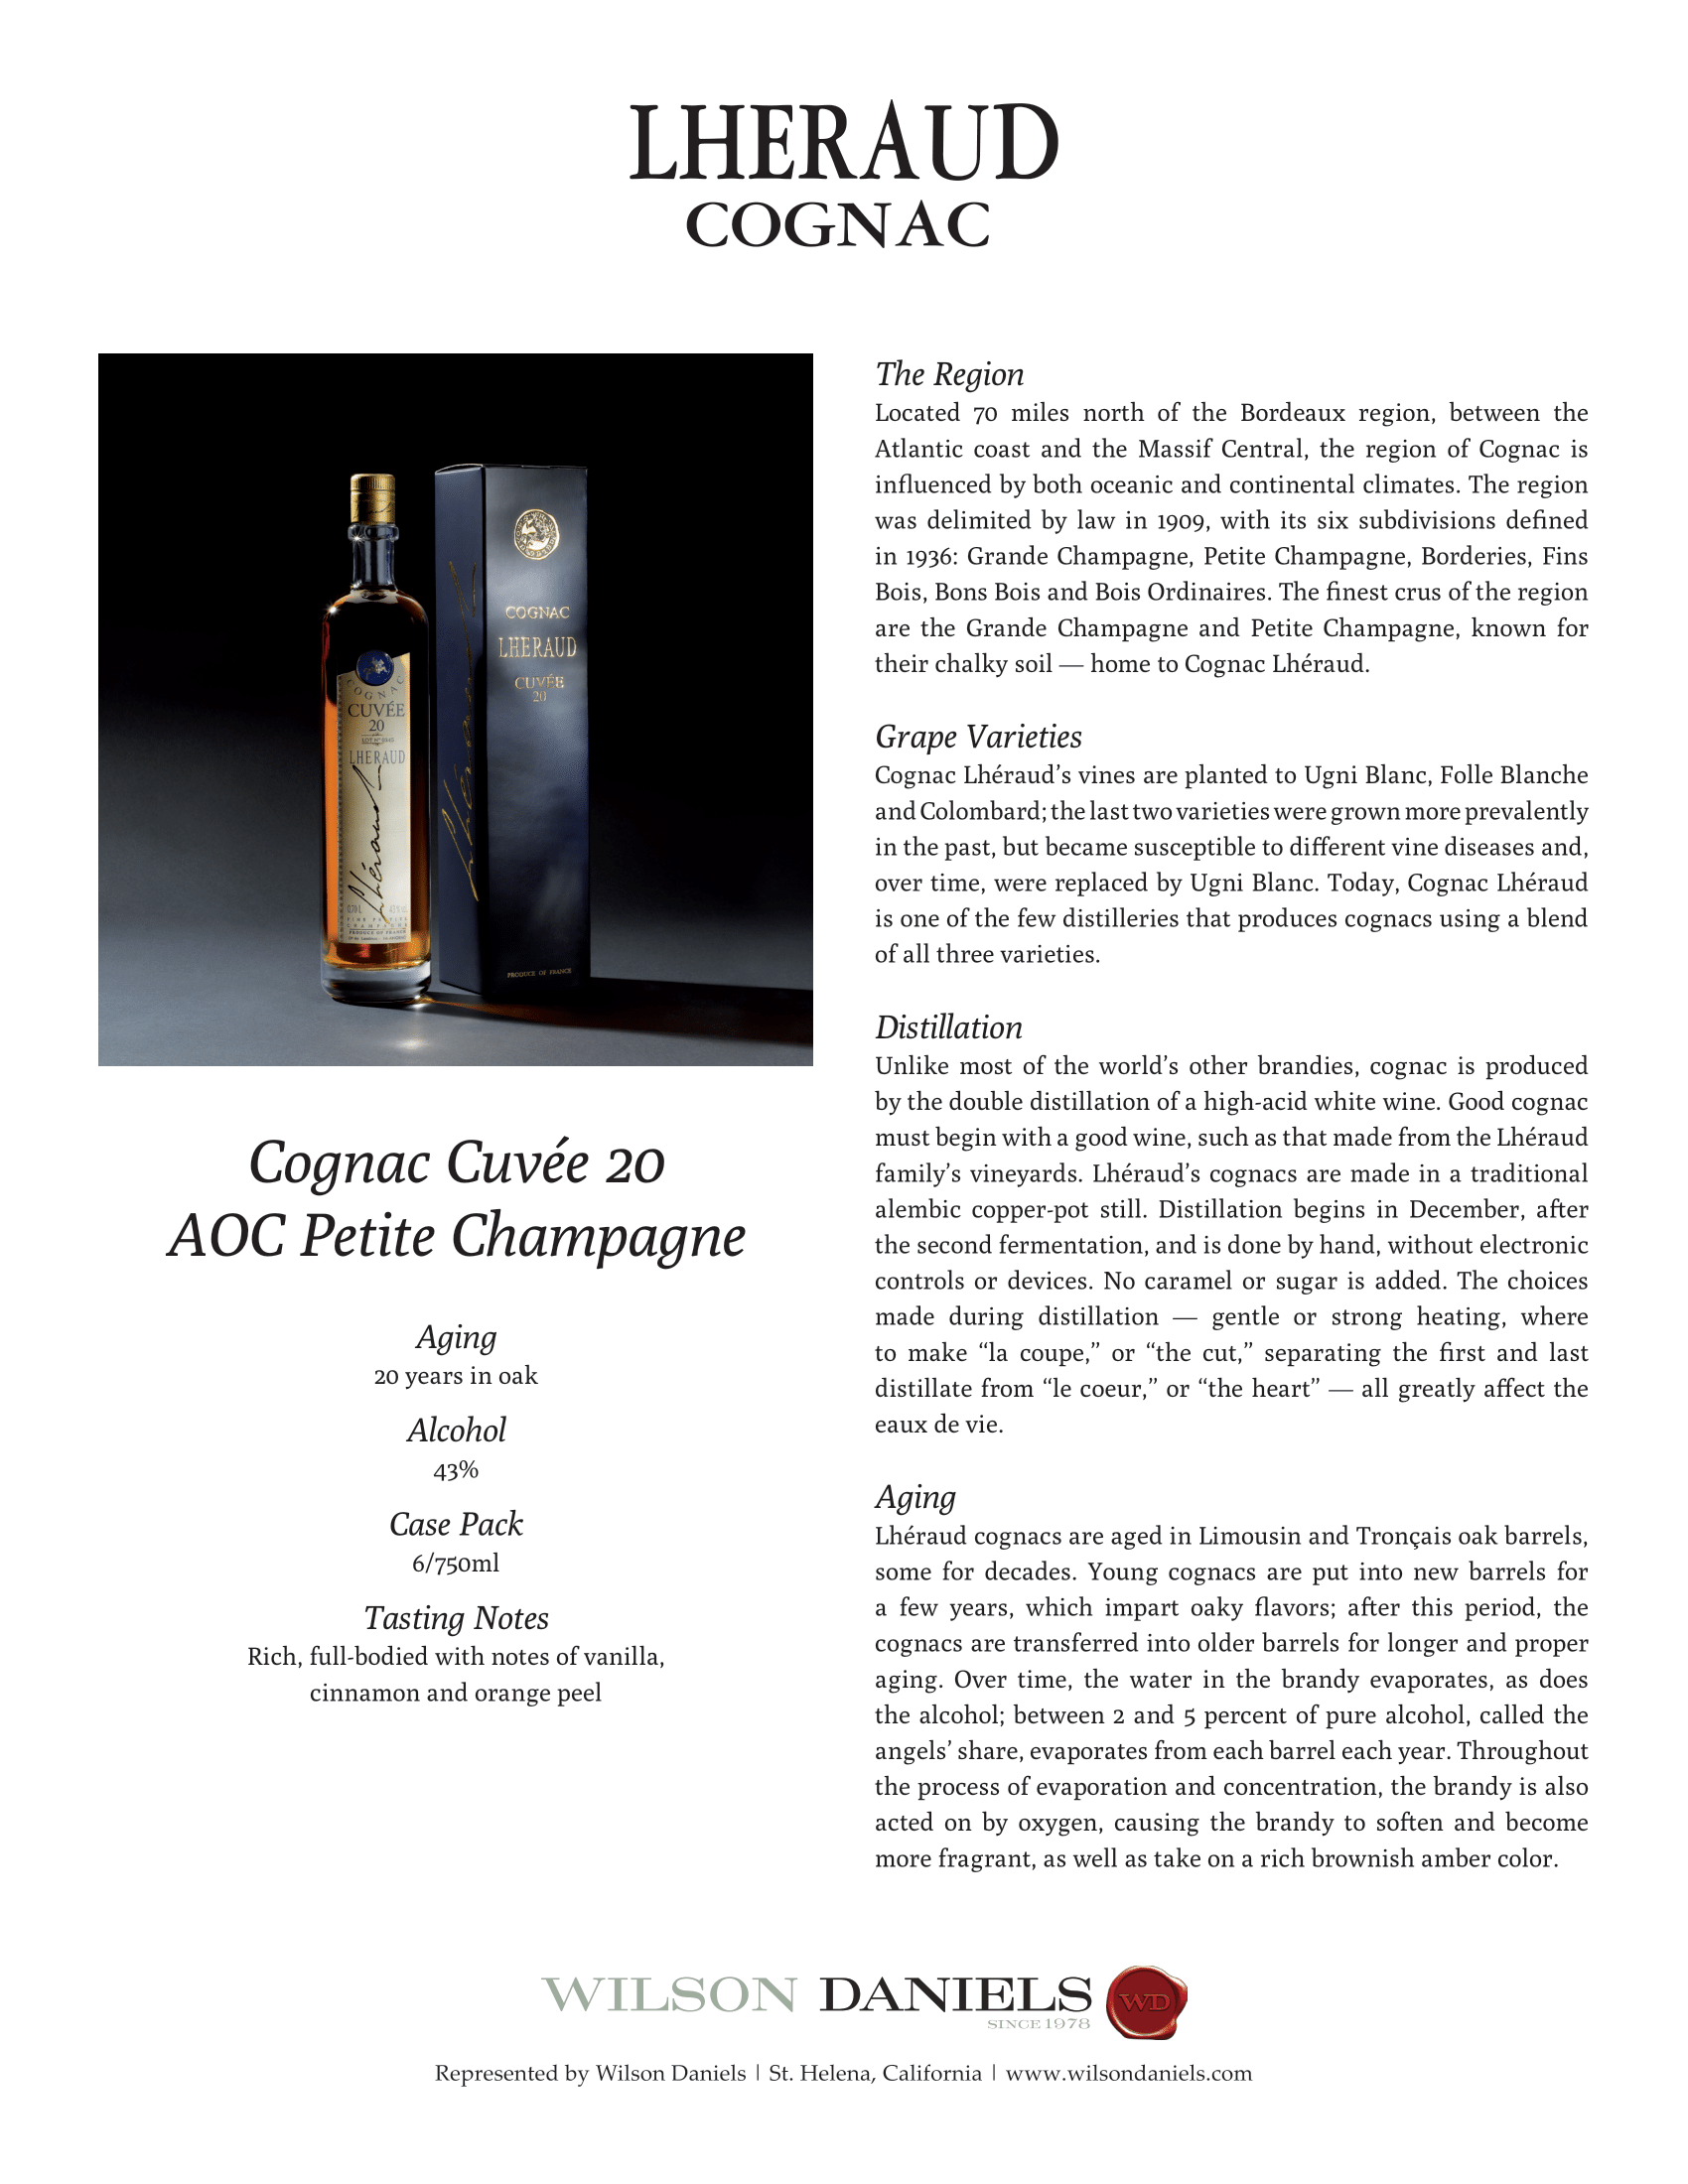 LHERAUD
COGNAC
COGNAC
CUVÉE
20
LHERAUD
Lhéraud
PRODUCE OF FRANCE
COGNAC
LHERAUD
CUVÉE
20
Lhéraud
PRODUCE OF FRANCE
Cognac Cuvée 20
AOC Petite Champagne
Aging
20 years in oak
Alcohol
43%
Case Pack
6/750ml
Tasting Notes
Rich, full-bodied with notes of vanilla,
cinnamon and orange peel
The Region
Located 70 miles north of the Bordeaux region, between the
Atlantic coast and the Massif Central, the region of Cognac is
influenced by both oceanic and continental climates. The region
was delimited by law in 1909, with its six subdivisions defined
in 1936: Grande Champagne, Petite Champagne, Borderies, Fins
Bois, Bons Bois and Bois Ordinaires. The finest crus of the region
are the Grande Champagne and Petite Champagne, known for
their chalky soil — home to Cognac Lhéraud.
Grape Varieties
Cognac Lhéraud’s vines are planted to Ugni Blanc, Folle Blanche
and Colombard; the last two varieties were grown more prevalently
in the past, but became susceptible to different vine diseases and,
over time, were replaced by Ugni Blanc. Today, Cognac Lhéraud
is one of the few distilleries that produces cognacs using a blend
of all three varieties.
Distillation
Unlike most of the world’s other brandies, cognac is produced
by the double distillation of a high-acid white wine. Good cognac
must begin with a good wine, such as that made from the Lhéraud
family’s vineyards. Lhéraud’s cognacs are made in a traditional
alembic copper-pot still. Distillation begins in December, after
the second fermentation, and is done by hand, without electronic
controls or devices. No caramel or sugar is added. The choices
made during distillation — gentle or strong heating, where
to make “la coupe,” or “the cut,” separating the first and last
distillate from “le coeur,” or “the heart” — all greatly affect the
eaux de vie.
Aging
Lhéraud cognacs are aged in Limousin and Tronçais oak barrels,
some for decades. Young cognacs are put into new barrels for
a few years, which impart oaky flavors; after this period, the
cognacs are transferred into older barrels for longer and proper
aging. Over time, the water in the brandy evaporates, as does
the alcohol; between 2 and 5 percent of pure alcohol, called the
angels’ share, evaporates from each barrel each year. Throughout
the process of evaporation and concentration, the brandy is also
acted on by oxygen, causing the brandy to soften and become
more fragrant, as well as take on a rich brownish amber color.
WILSON DANIELS
SINCE 1978
WD
Represented by Wilson Daniels | St. Helena, California | www.wilsondaniels.com